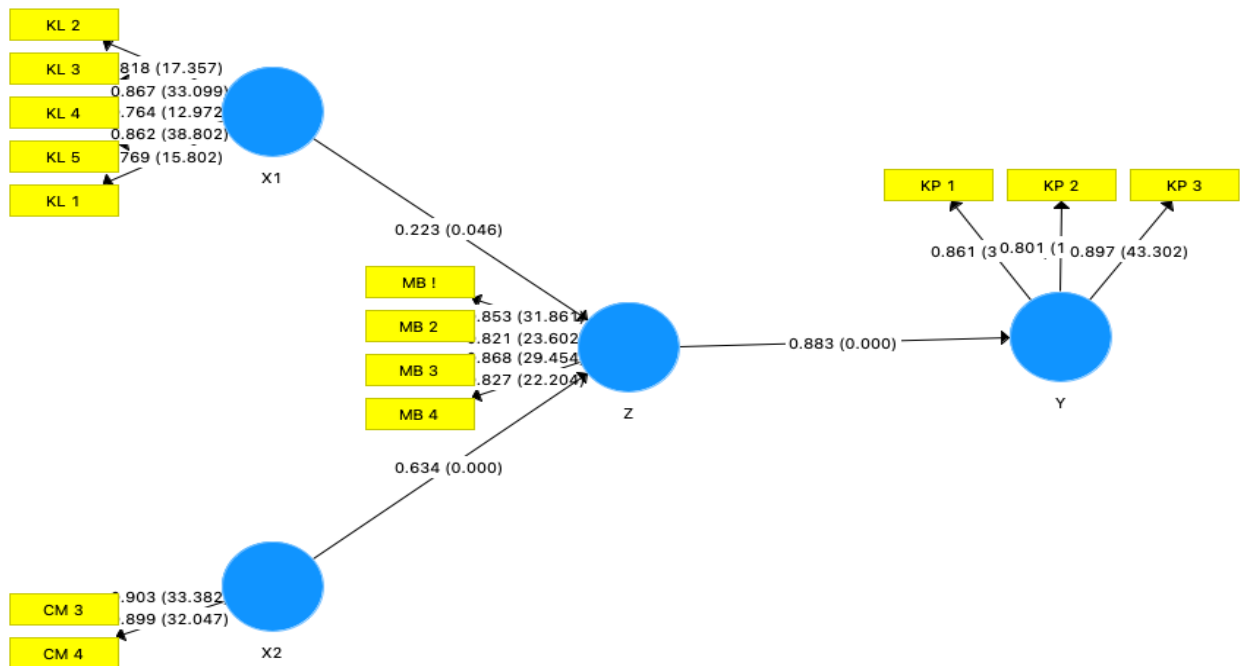 KL 2
KL 3
KL 4
KL 5
KL 1
818 (17.357)
0.867 (33.099)
.764 (12.972
0.862 (38.802)
769 (15.802)
X1
0.223 (0.046)
KP 1
KP 2
KP 3
0.861 (3
0.801 (1
0.897 (43.302)
MB !
MB 2
MB 3
MB 4
.853 (31.861)
.821 (23.602
.868 (29.454
.827 (22.204)
Z
0.883 (0.000)
Y
0.634 (0.000)
CM 3
CM 4
.903 (33.382
.899 (32.047)
X2